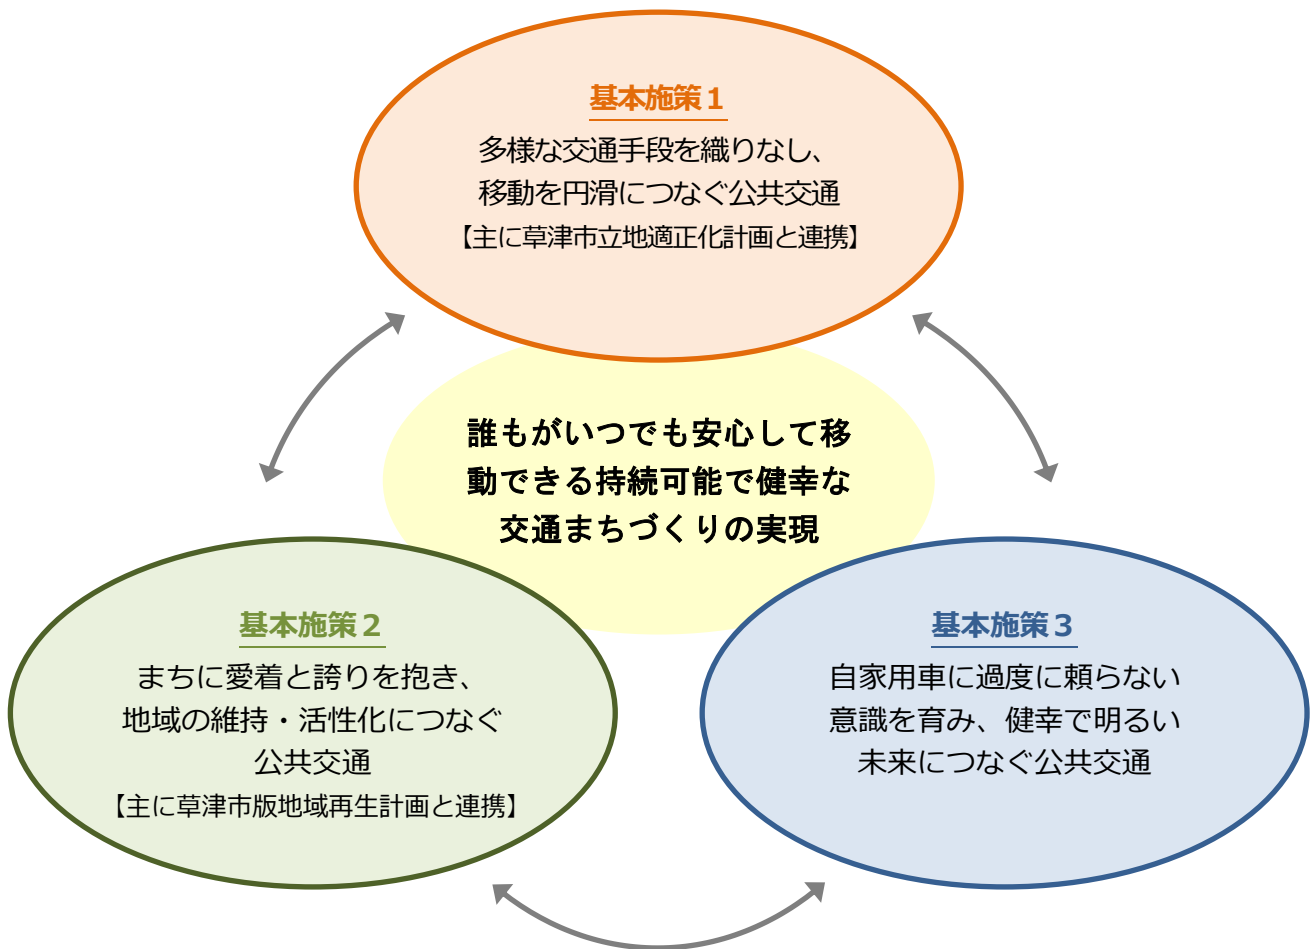 基本施策１
多様な交通手段を織りなし、
移動を円滑につなぐ公共交通
【主に草津市立地適正化計画と連携】
誰もがいつでも安心して移
動できる持続可能で健幸な
交通まちづくりの実現
基本施策２
まちに愛着と誇りを抱き、
地域の維持・活性化につなぐ
公共交通
【主に草津市版地域再生計画と連携】
基本施策３
自家用車に過度に頼らない
意識を育み、健幸で明るい
未来につなぐ公共交通